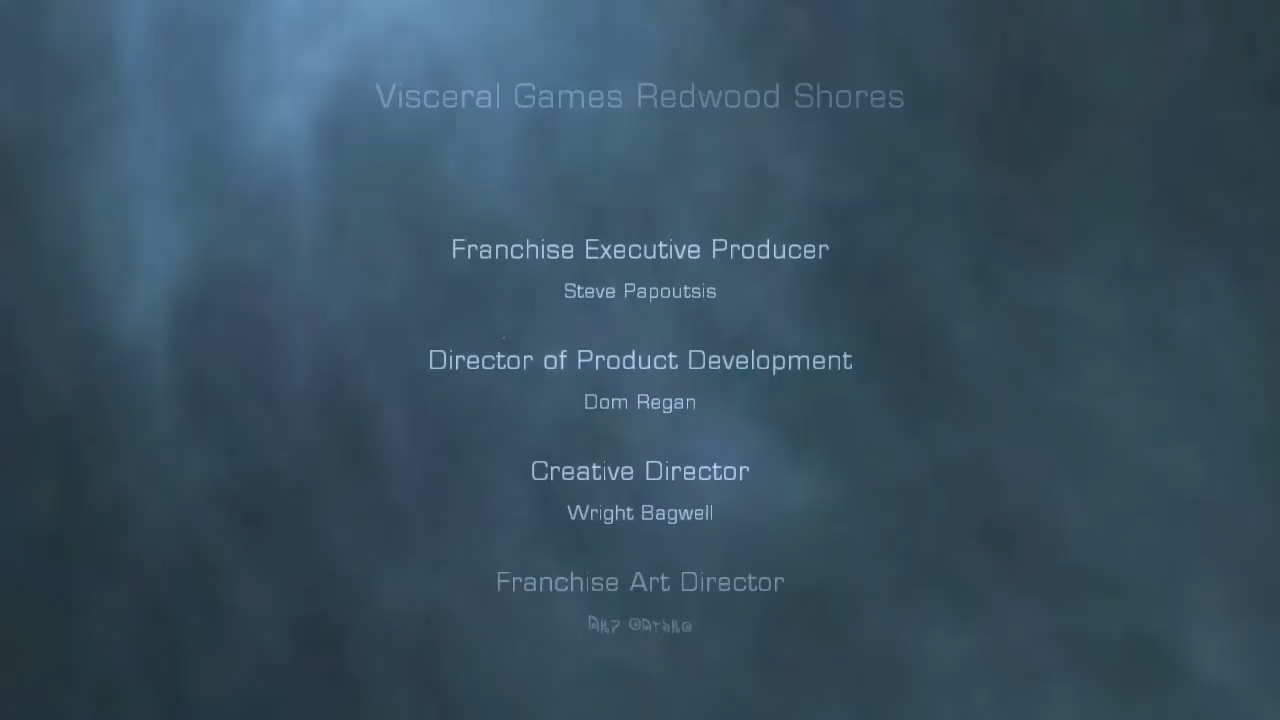 Visceral Games Redwood Shores
Franchise Executive Producer
Steve Papoutsis
Director of Product Development
Dom Regan
Creative Director
Wright Bagwell
Franchise Art Director